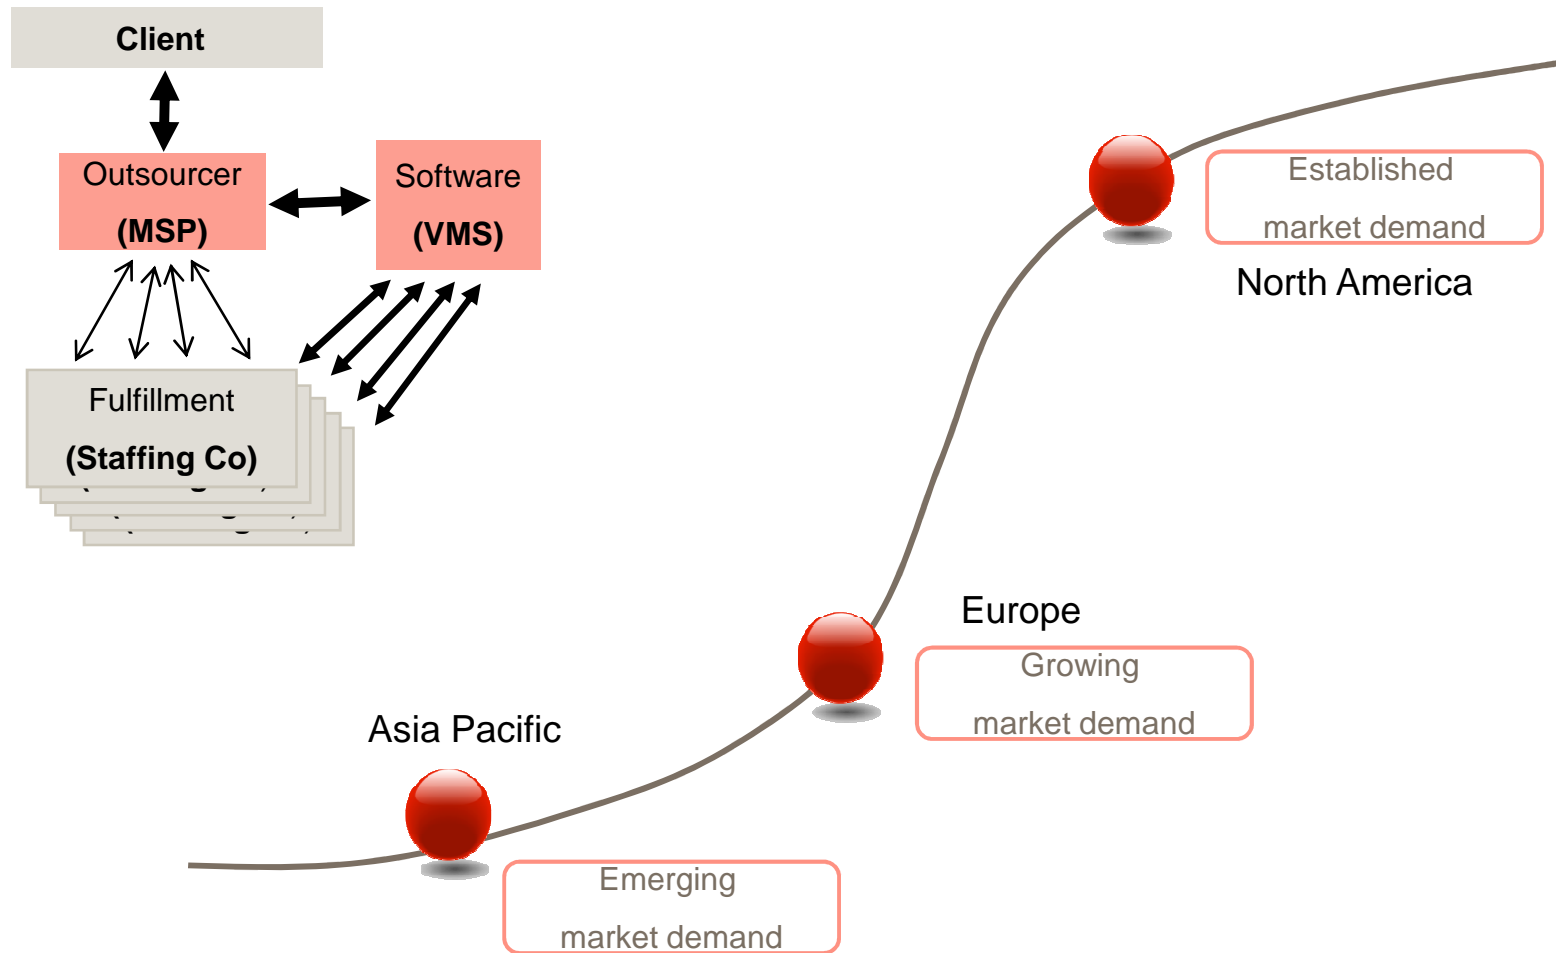 Client
Outsourcer
(MSP)
Software
(VMS)
Fulfillment
(Staffing Co)
Established
market demand
North America
Europe
Growing
market demand
Asia Pacific
Emerging
market demand